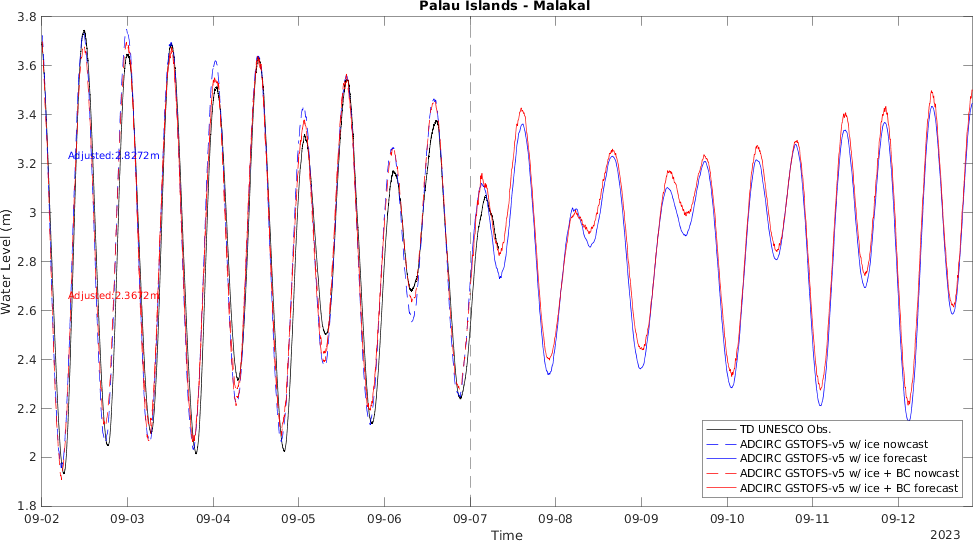 Palau Islands - Malakal
3.8
3.6
3.4
3.2
3
2.8
2.6
2.4
2.2
2
1.8
Water Level (m)
Adjusted:2.8272m
Adjusted:2.3672m
TD UNESCO Obs.
ADCIRC GSTOFS-v5 w/ ice nowcast
ADCIRC GSTOFS-v5 w/ ice forecast
ADCIRC GSTOFS-v5 w/ ice + BC nowcast
ADCIRC GSTOFS-v5 w/ ice + BC forecast
09-02 09-03 09-04 09-05 09-06 09-07 09-08 09-09 09-10 09-11 09-12
Time
2023